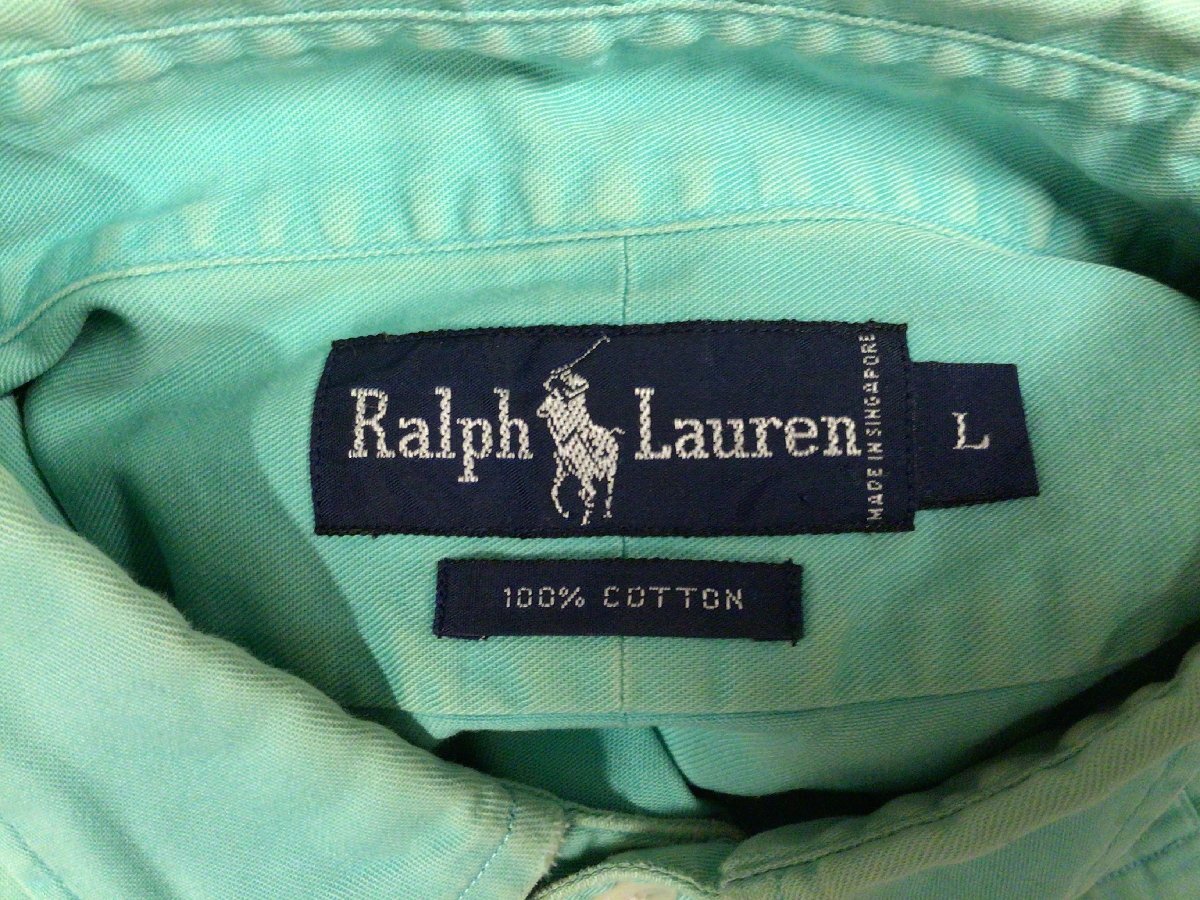 Ralph Lauren
MADE IN SINGAPORE
L
100% COTTON